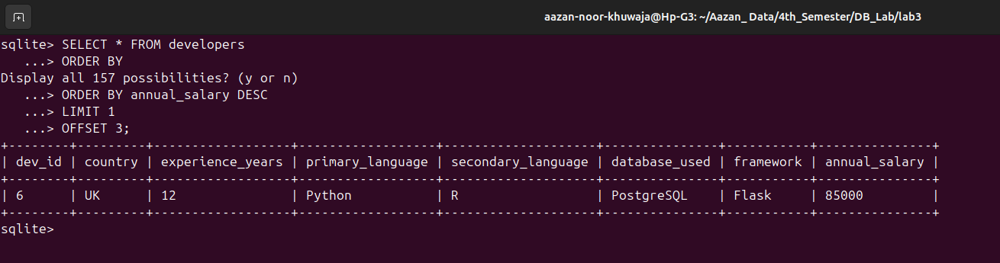 aazan-noor-khuwaja@Hp-G3: ~/Aazan_ Data/4th_Semester/DB_Lab/lab3
sqlite> SELECT * FROM developers
   ...> ORDER BY
Display all 157 possibilities? (y or n)
   ...> ORDER BY annual_salary DESC
   ...> LIMIT 1
   ...> OFFSET 3;
+--------+---------+------------------+------------------+--------------------+---------------+-----------+---------------+
| dev_id | country | experience_years | primary_language | secondary_language | database_used | framework | annual_salary |
+--------+---------+------------------+------------------+--------------------+---------------+-----------+---------------+
| 6      | UK      | 12               | Python           | R                  | PostgreSQL    | Flask     | 85000         |
+--------+---------+------------------+------------------+--------------------+---------------+-----------+---------------+
sqlite>